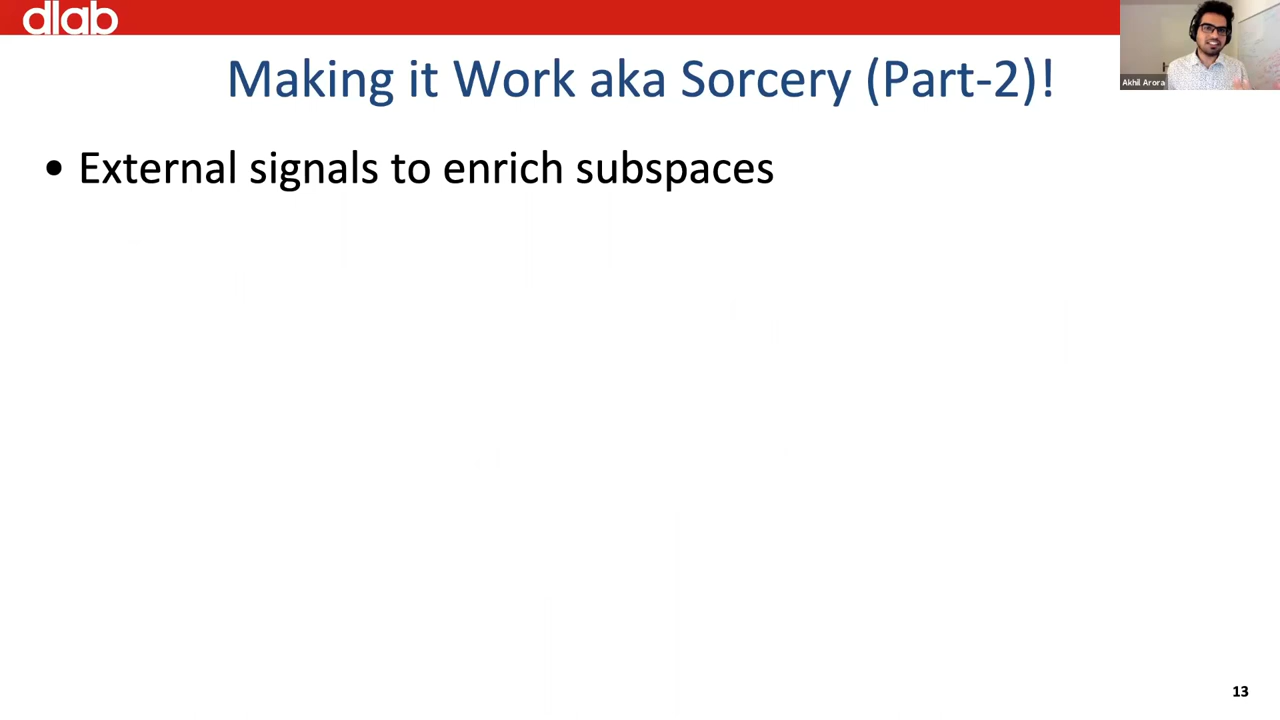 dlab
Akhil Arora
Making it Work aka Sorcery (Part-2)!
• External signals to enrich subspaces
13